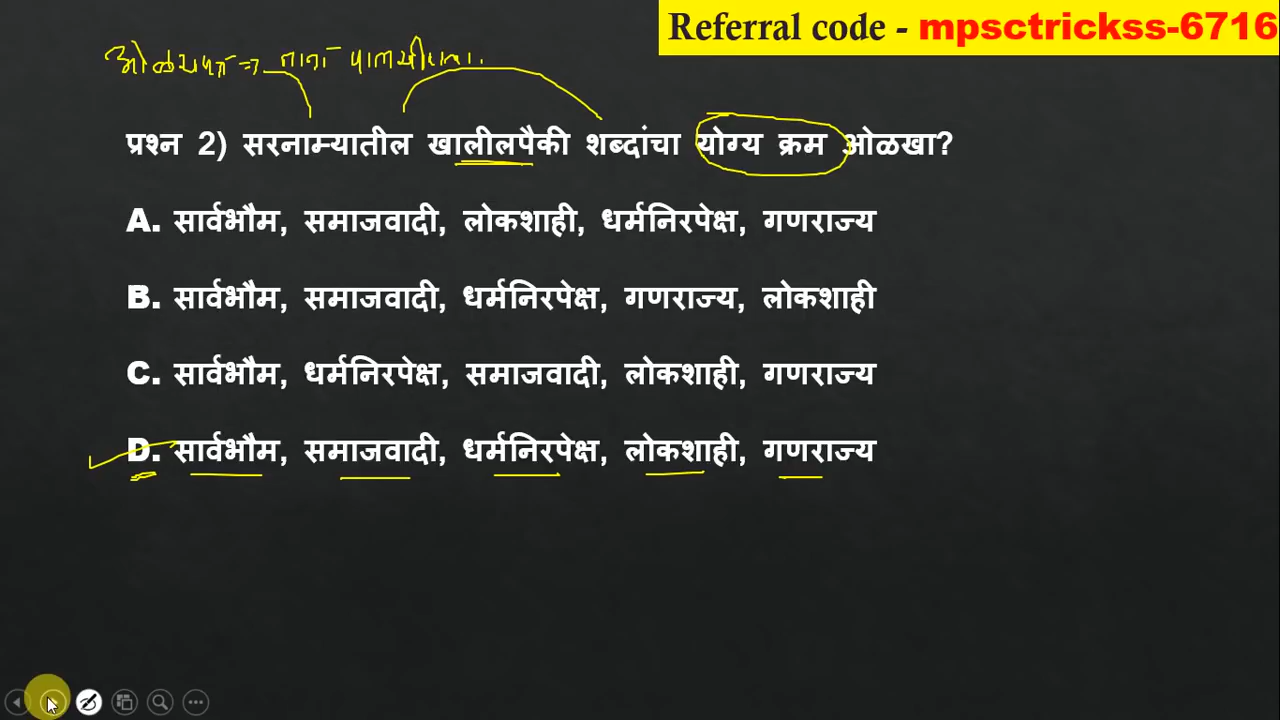 Referral code - mpsctrickss-6716
ओळखपत्र =>
प्रश्न 2) सरनाम्यातील खालीलपैकी शब्दांचा योग्य क्रम ओळखा?
A. सार्वभौम, समाजवादी, लोकशाही, धर्मनिरपेक्ष, गणराज्य
B. सार्वभौम, समाजवादी, धर्मनिरपेक्ष, गणराज्य, लोकशाही
C. सार्वभौम, धर्मनिरपेक्ष, समाजवादी, लोकशाही, गणराज्य
D. सार्वभौम, समाजवादी, धर्मनिरपेक्ष, लोकशाही, गणराज्य